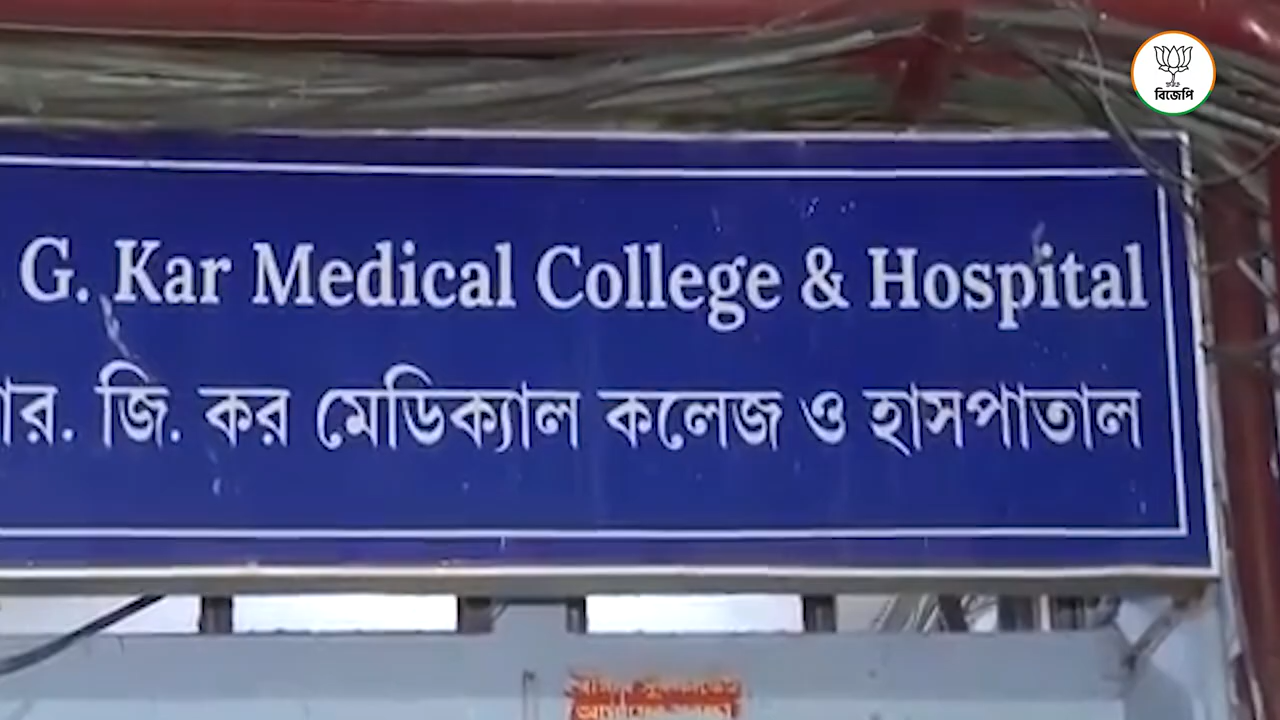 বিজেপি
G. Kar Medical College & Hospital
র. জি. কর মেডিক্যাল কলেজ ও হাসপাতাল